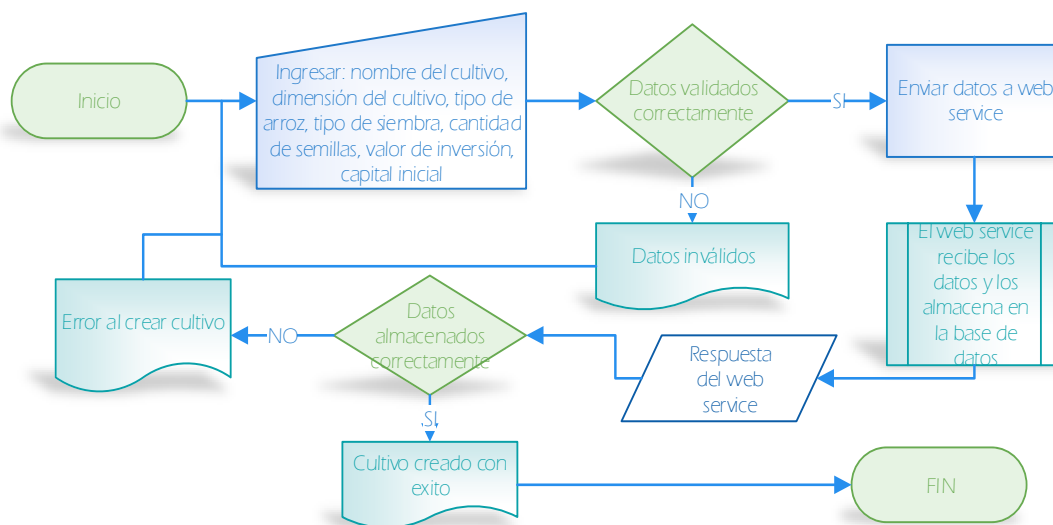 Inicio
Ingresar: nombre del cultivo,
dimensión del cultivo, tipo de
arroz, tipo de siembra, cantidad
de semillas, valor de inversión,
capital inicial
Datos validados
correctamente
SI
Enviar datos a web
service
NO
Datos inválidos
El web service
recibe los
datos y los
almacena en
la base de
datos
Respuesta
del web
service
Datos
almacenados
correctamente
NO
Error al crear cultivo
SI
Cultivo creado con
exito
FIN